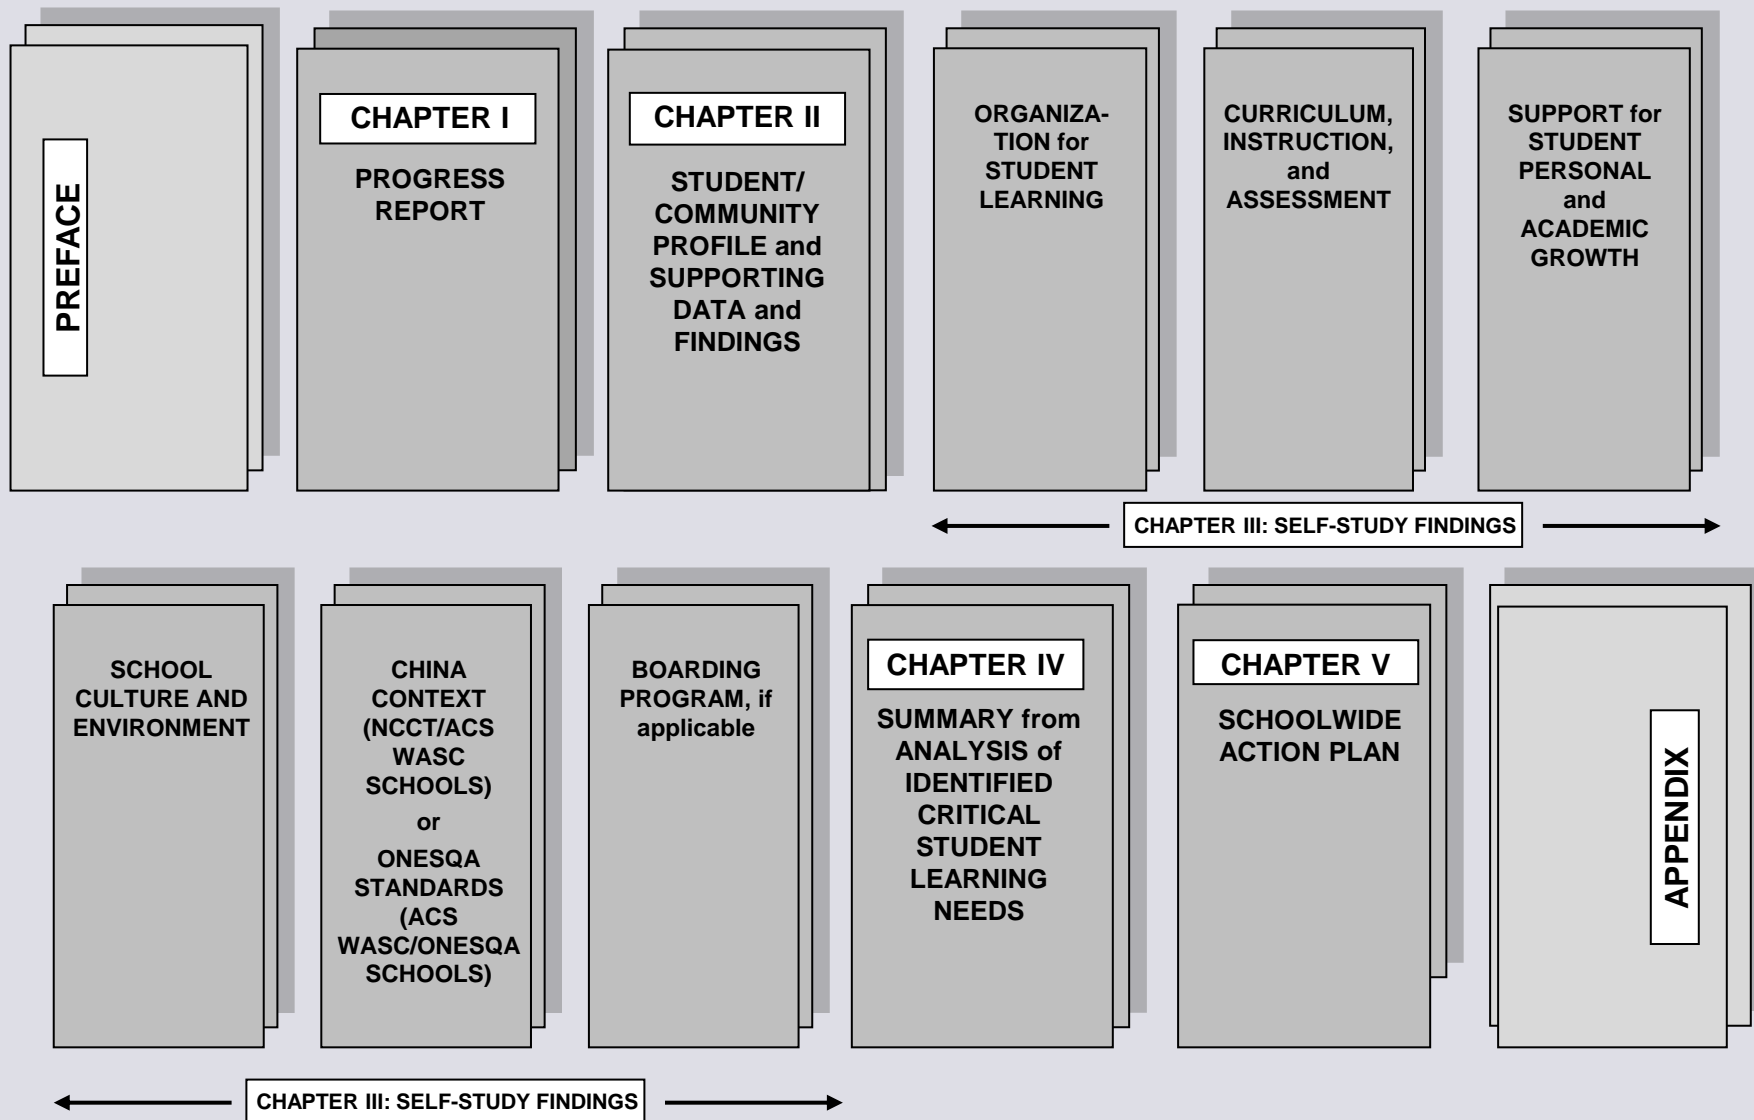 PREFACE
CHAPTER I
PROGRESS
REPORT
CHAPTER II
STUDENT/
COMMUNITY
PROFILE and
SUPPORTING
DATA and
FINDINGS
ORGANIZA-
TION for
STUDENT
LEARNING
CURRICULUM,
INSTRUCTION,
and
ASSESSMENT
SUPPORT for
STUDENT
PERSONAL
and
ACADEMIC
GROWTH
CHAPTER III: SELF-STUDY FINDINGS
SCHOOL
CULTURE AND
ENVIRONMENT
CHINA
CONTEXT
(NCCT/ACS
WASC
SCHOOLS)
or
ONESQA
STANDARDS
(ACS
WASC/ONESQA
SCHOOLS)
BOARDING
PROGRAM, if
applicable
CHAPTER IV
SUMMARY from
ANALYSIS of
IDENTIFIED
CRITICAL
STUDENT
LEARNING
NEEDS
CHAPTER V
SCHOOLWIDE
ACTION PLAN
APPENDIX
CHAPTER III: SELF-STUDY FINDINGS